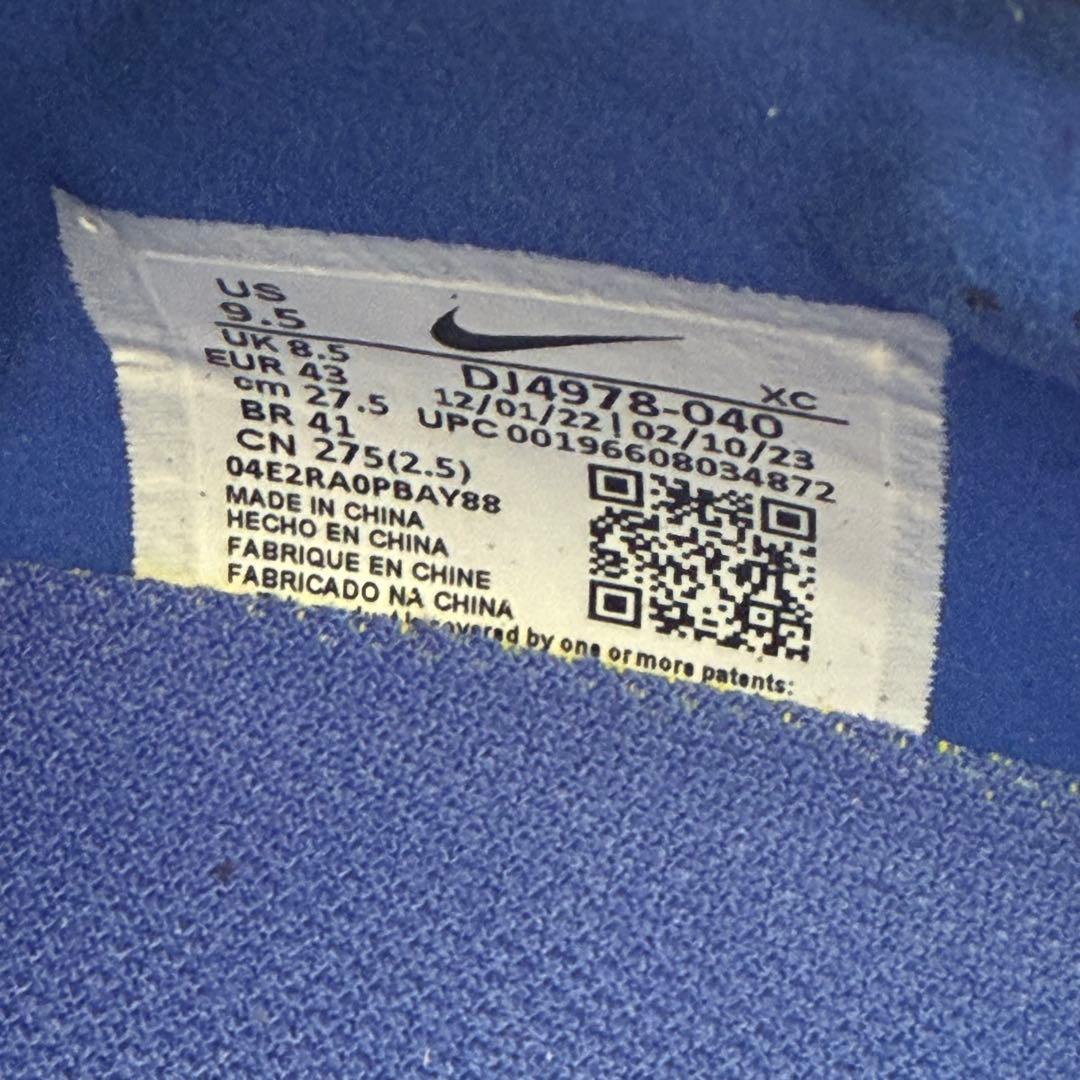 US
9.5
UK 8.5
EUR 43
cm 27.5
BR 41
CN 275(2.5)
XC
DJ4978-040
12/01/22 | 02/10/23
UPC 00196608034872
04E2RA0PBAY88
MADE IN CHINA
HECHO EN CHINA
FABRIQUE EN CHINE
FABRICADO NA CHINA
is covered by one or more patents: